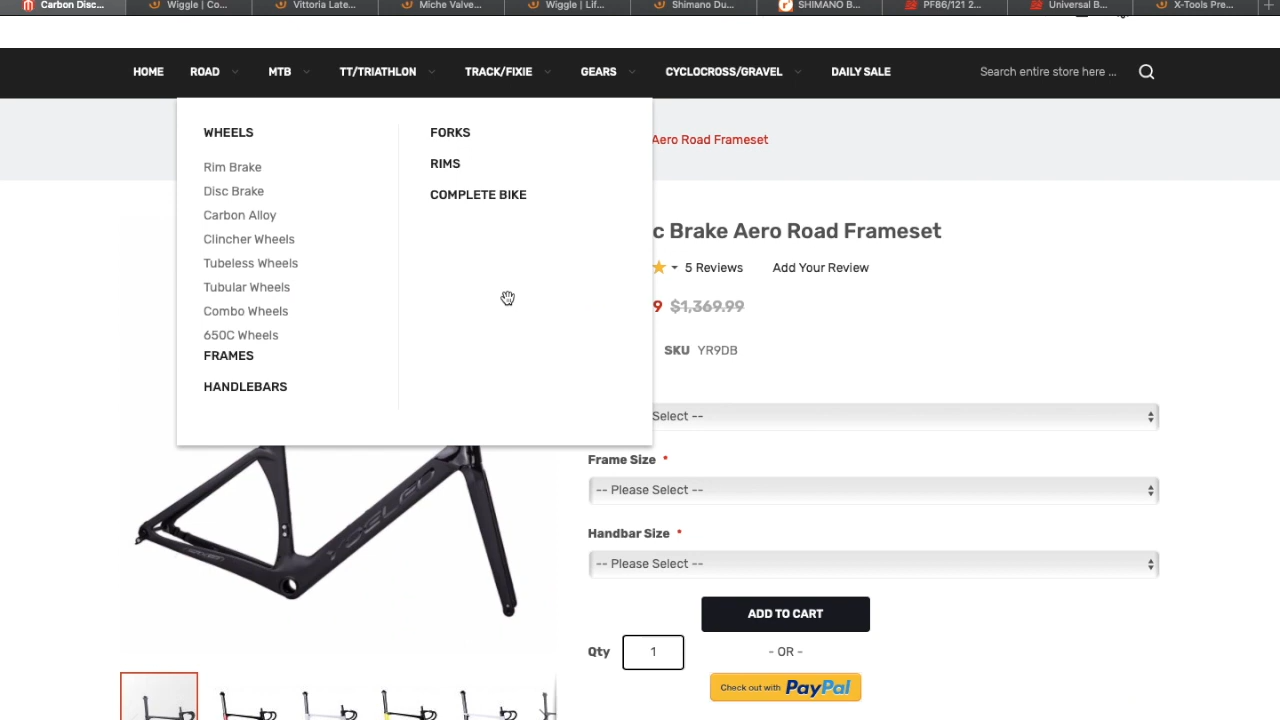 Carbon Disc...
Wiggle | Co...
Vittoria Late...
Miche Valve...
Wiggle | Lif...
Shimano Du...
SHIMANO B...
PF86/121 2...
Universal B...
X-Tools Pre...
HOME ROAD MTB TT/TRIATHLON TRACK/FIXIE GEARS CYCLOCROSS/GRAVEL DAILY SALE Search entire store here ...
WHEELS
Rim Brake
Disc Brake
Carbon Alloy
Clincher Wheels
Tubeless Wheels
Tubular Wheels
Combo Wheels
650C Wheels
FRAMES
HANDLEBARS
FORKS
RIMS
COMPLETE BIKE
Aero Road Frameset
c Brake Aero Road Frameset
5 Reviews Add Your Review
9 $1,369.99
SKU YR9DB
Select --
Frame Size *
-- Please Select --
Handbar Size *
-- Please Select --
ADD TO CART
Qty 1 - OR -
Check out with PayPal
YOELEO